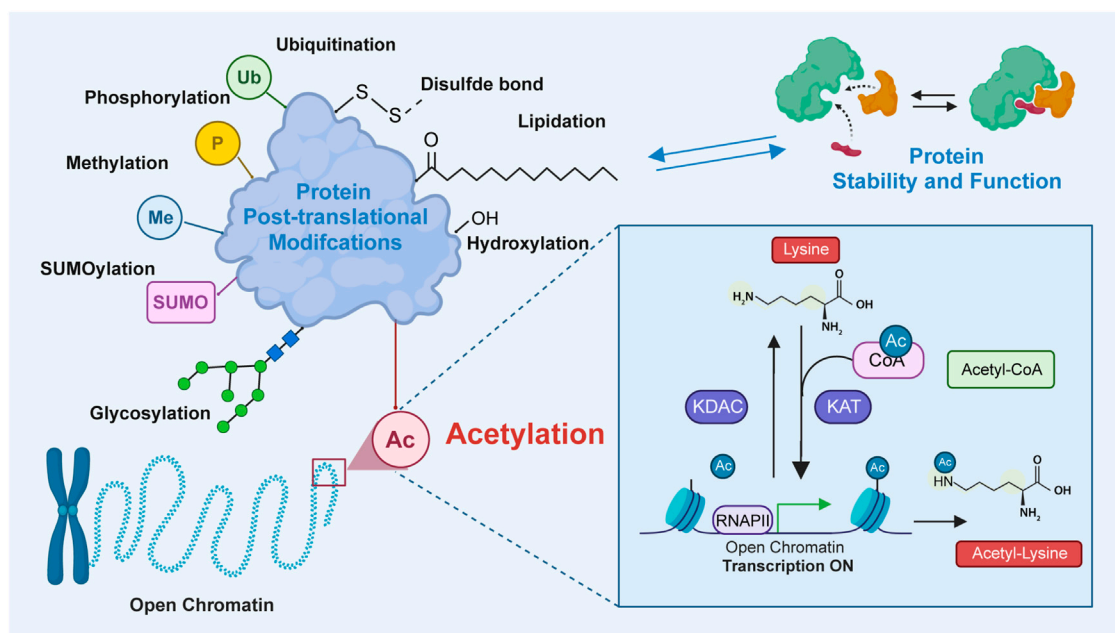 Ubiquitination
Ub
S
S
Disulfde bond
Phosphorylation
P
Lipidation
O
Methylation
Me
Protein
Post-translational
Modifcations
OH
Hydroxylation
SUMOylation
SUMO
Glycosylation
Ac
Acetylation
Open Chromatin
Protein
Stability and Function
Lysine
H2N
O
OH
NH2
Ac
CoA
Acetyl-CoA
KDAC
KAT
Ac
Ac
RNAPII
Open Chromatin
Transcription ON
Ac
HN
O
OH
NH2
Acetyl-Lysine